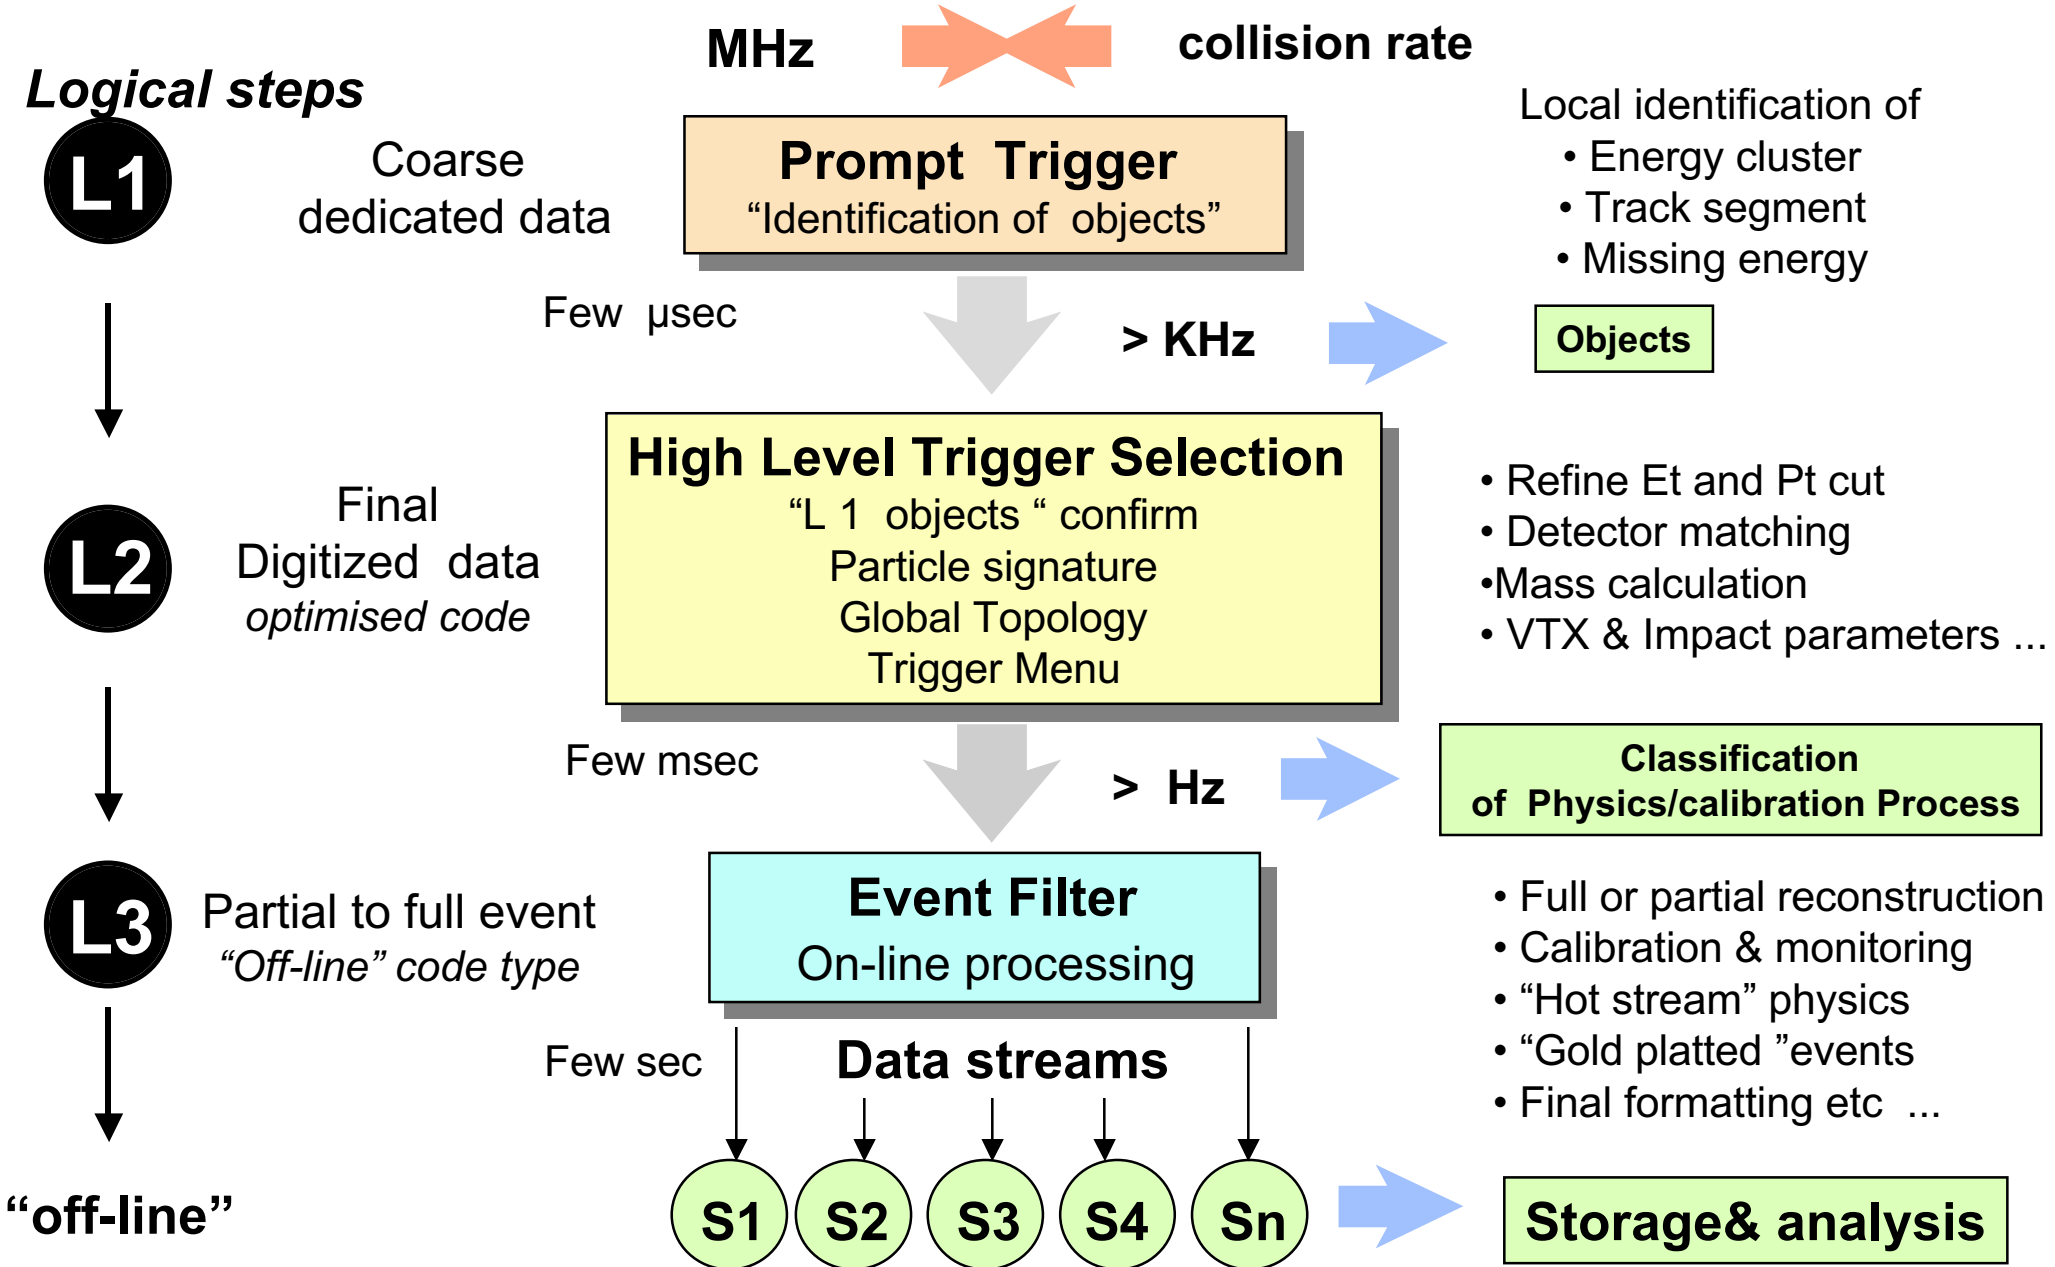 MHz
collision rate
Logical steps
L1
Coarse
dedicated data
Prompt Trigger
“Identification of objects”
Local identification of
• Energy cluster
• Track segment
• Missing energy
Few μsec
> KHz
Objects
L2
Final
Digitized data
optimised code
High Level Trigger Selection
“L 1 objects “ confirm
Particle signature
Global Topology
Trigger Menu
• Refine Et and Pt cut
• Detector matching
•Mass calculation
• VTX & Impact parameters ...
Few msec
> Hz
Classification
of Physics/calibration Process
L3
Partial to full event
“Off-line” code type
Event Filter
On-line processing
• Full or partial reconstruction
• Calibration & monitoring
• “Hot stream” physics
• “Gold platted ”events
• Final formatting etc ...
Few sec
Data streams
“off-line”
S1 S2 S3 S4 Sn
Storage& analysis